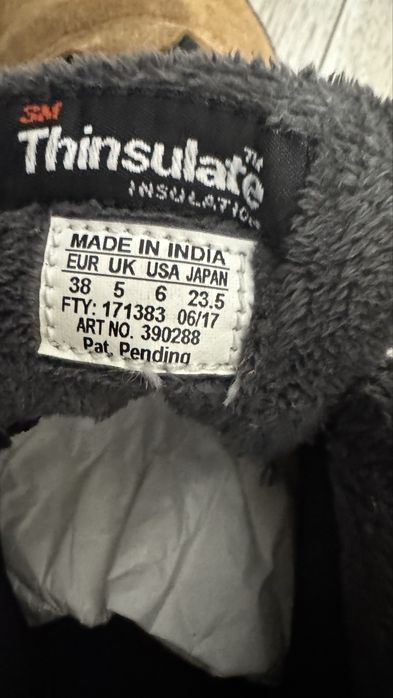 3M
Thinsulate™
INSULATION
MADE IN INDIA
EUR UK USA JAPAN
38 5 6 23.5
FTY: 171383 06/17
ART NO. 390288
Pat. Pending